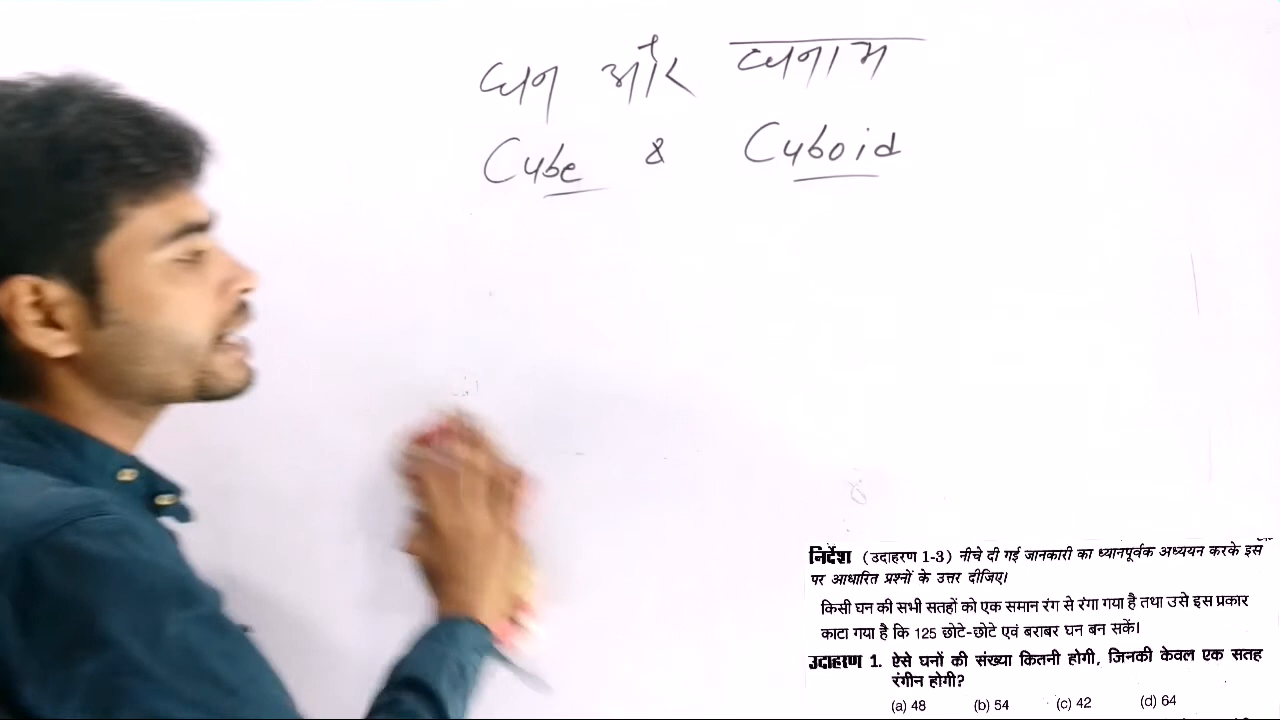 घन और घनाभ
Cube & Cuboid
निर्देश (उदाहरण 1-3) नीचे दी गई जानकारी का ध्यानपूर्वक अध्ययन करके इस
पर आधारित प्रश्नों के उत्तर दीजिए।
किसी घन की सभी सतहों को एक समान रंग से रंगा गया है तथा उसे इस प्रकार
काटा गया है कि 125 छोटे-छोटे एवं बराबर घन बन सकें।
उदाहरण 1. ऐसे घनों की संख्या कितनी होगी, जिनकी केवल एक सतह
रंगीन होगी?
(a) 48 (b) 54 (c) 42 (d) 64